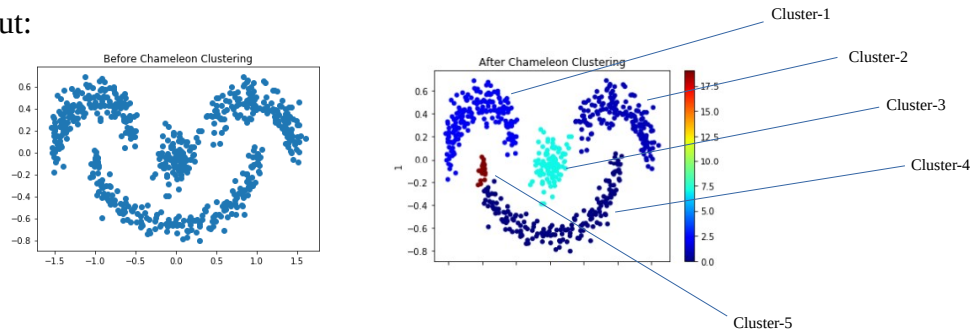 ut:
Before Chameleon Clustering
0.6
0.4
0.2
0.0
−0.2
−0.4
−0.6
−0.8
−1.5 −1.0 −0.5 0.0 0.5 1.0 1.5
After Chameleon Clustering
0.6
0.4
0.2
0.0
−0.2
−0.4
−0.6
−0.8
1
17.5
15.0
12.5
10.0
7.5
5.0
2.5
0.0
Cluster-1
Cluster-2
Cluster-3
Cluster-4
Cluster-5